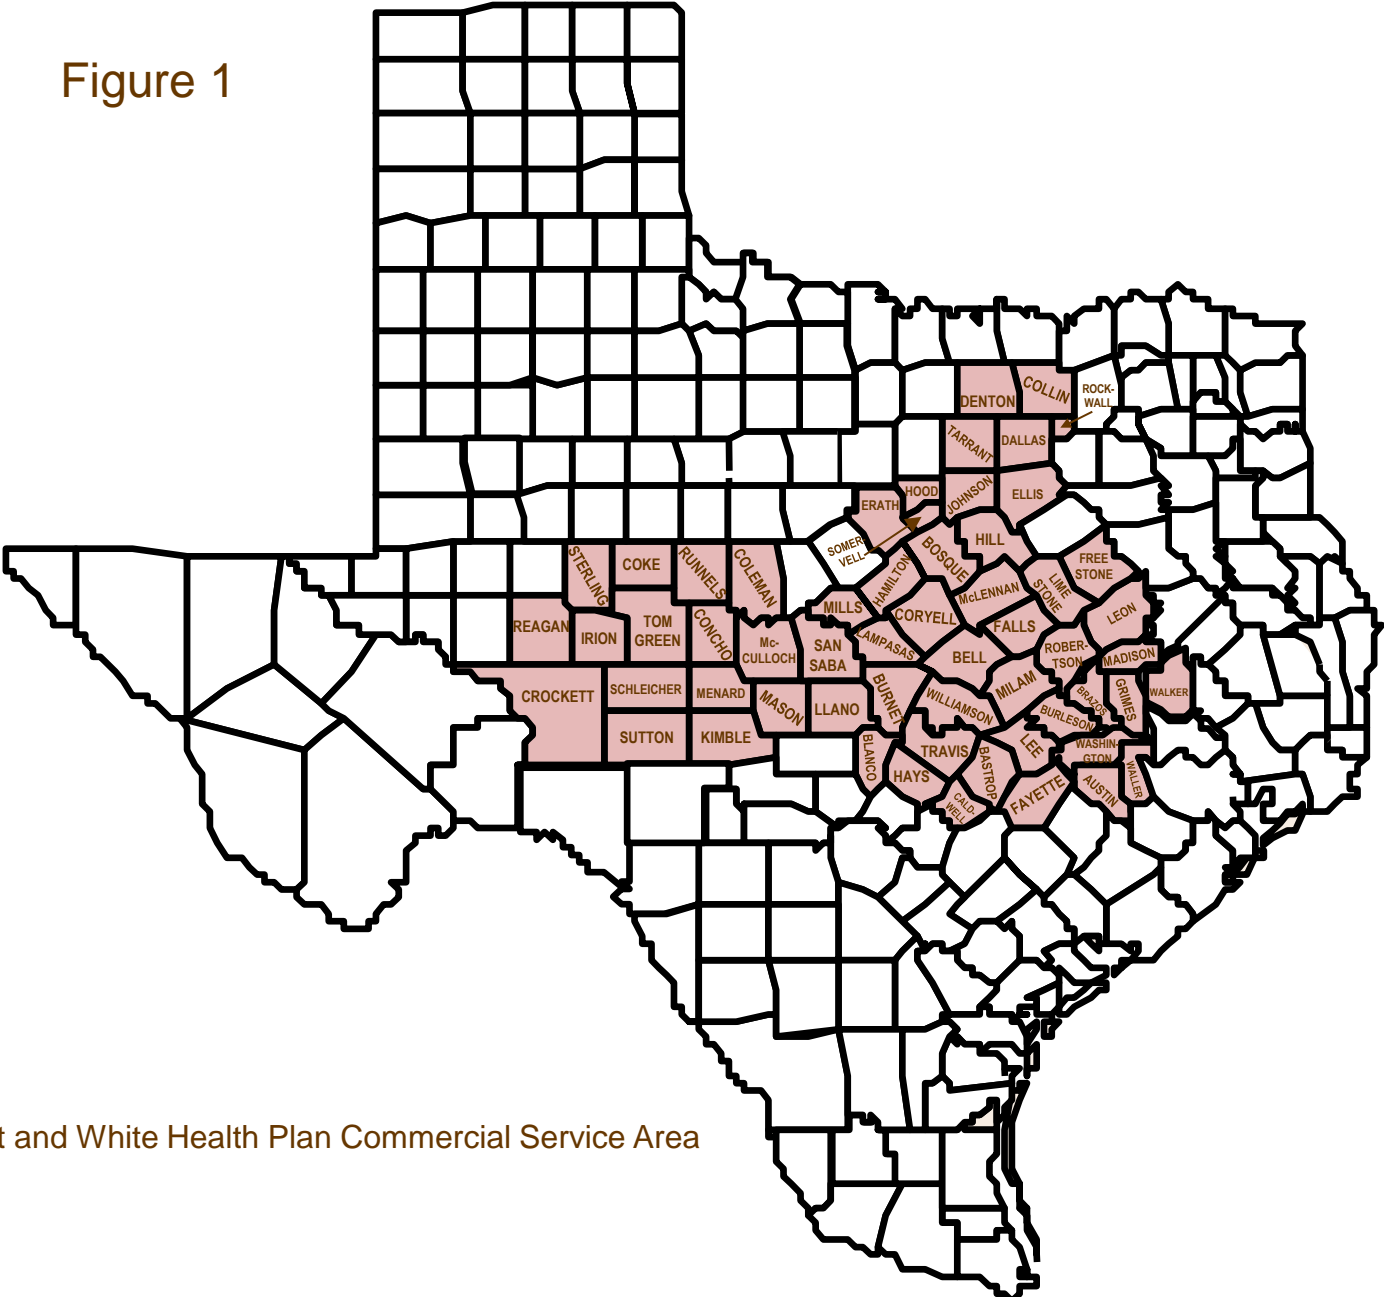 Figure 1
DENTON
COLLIN
ROCK-
WALL
TARRANT
DALLAS
HOOD
JOHNSON
ELLIS
ERATH
SOMER
VELL
BOSQUE
HILL
FREE
STONE
STERLING
COKE
RUNNELS
COLEMAN
HAMILTON
McLENNAN
LIME
STONE
MILLS
CORYELL
FALLS
LEON
REAGAN
IRION
TOM
GREEN
CONCHO
Mc-
CULLOCH
SAN
SABA
LAMPASAS
BELL
ROBER-
TSON
MADISON
CROCKETT
SCHLEICHER
MENARD
MASON
LLANO
BURNET
WILLIAMSON
MILAM
BRAZOS
GRIMES
WALKER
BURLESON
SUTTON
KIMBLE
BLANCO
TRAVIS
LEE
WASHIN-
GTON
HAYS
BASTROP
FAYETTE
AUSTIN
WALLER
CALD-
WELL
t and White Health Plan Commercial Service Area